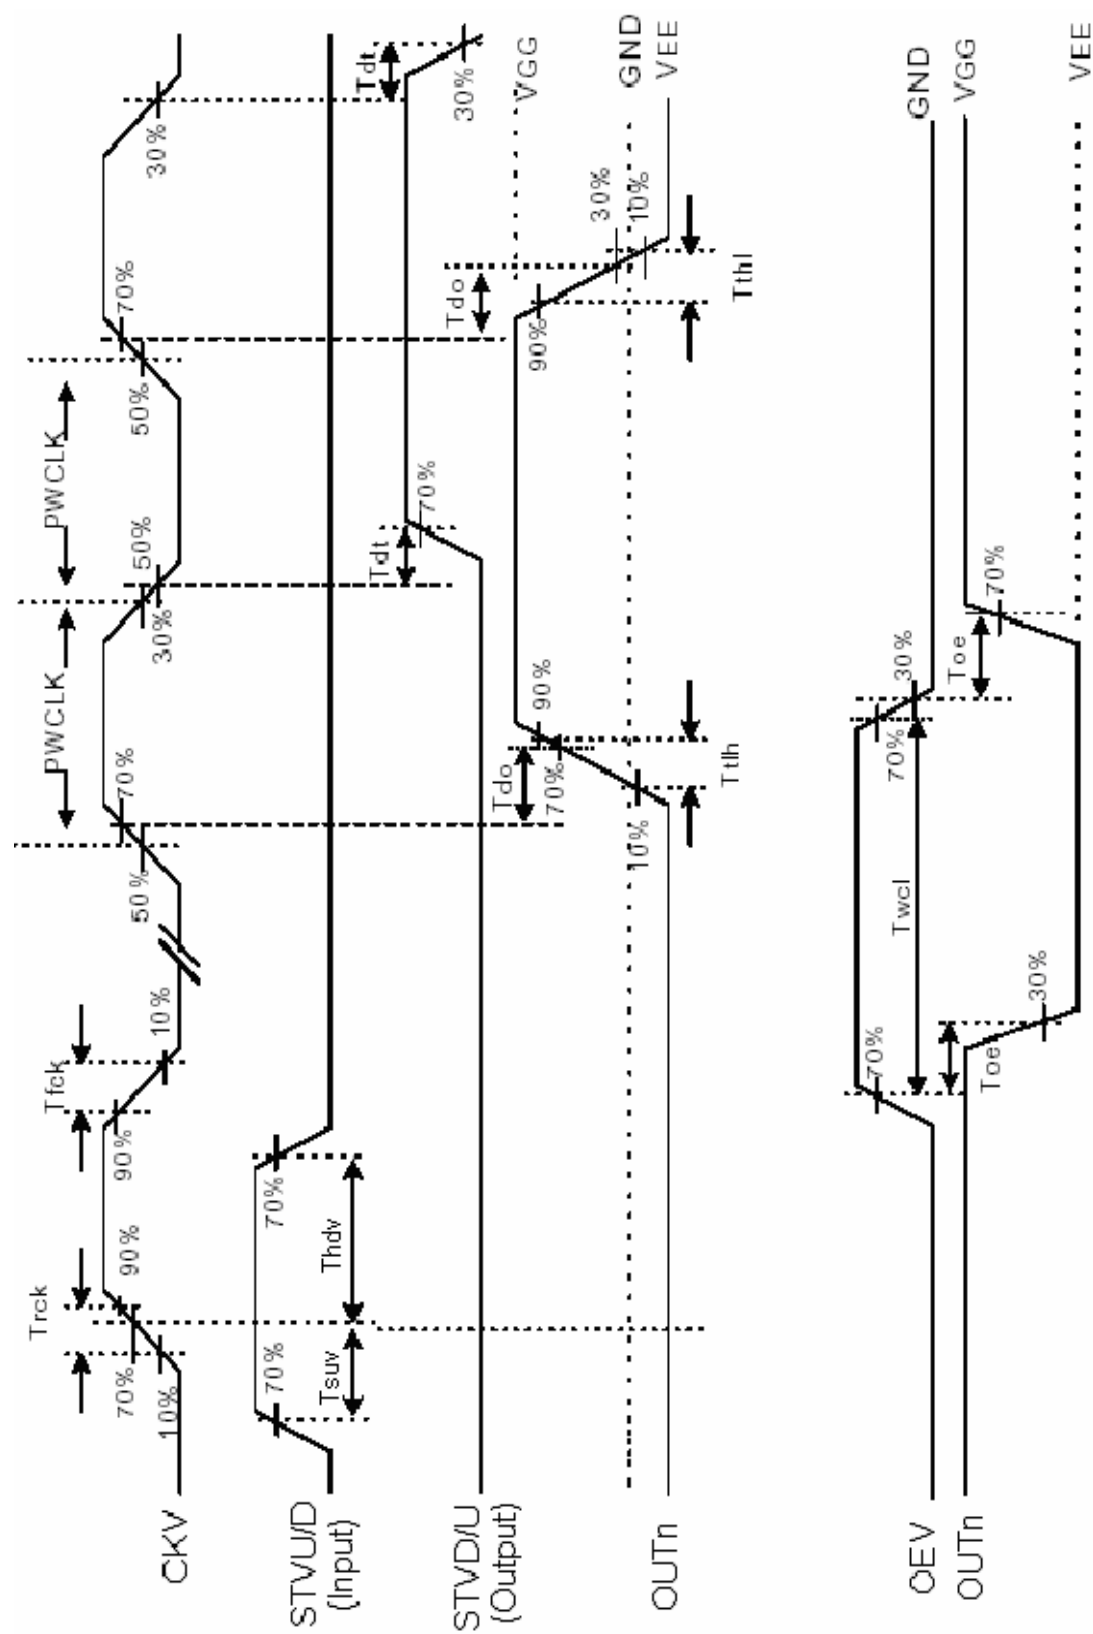 CKV
Trck
70%
10%
90%
Tfck
90%
10%
50%
70%
PWCLK
30%
50%
PWCLK
50%
70%
30%
STVU/D
(Input)
70%
Tsuv
Thdv
70%
STVD/U
(Output)
Tdt
70%
Tdt
30%
OUTn
10%
Ttlh
Tdo
70%
90%
90%
Tdo
Tthl
30%
10%
VGG
GND
VEE
OEV
70%
Twcl
70%
30%
GND
OUTn
Toe
30%
Toe
70%
VGG
VEE